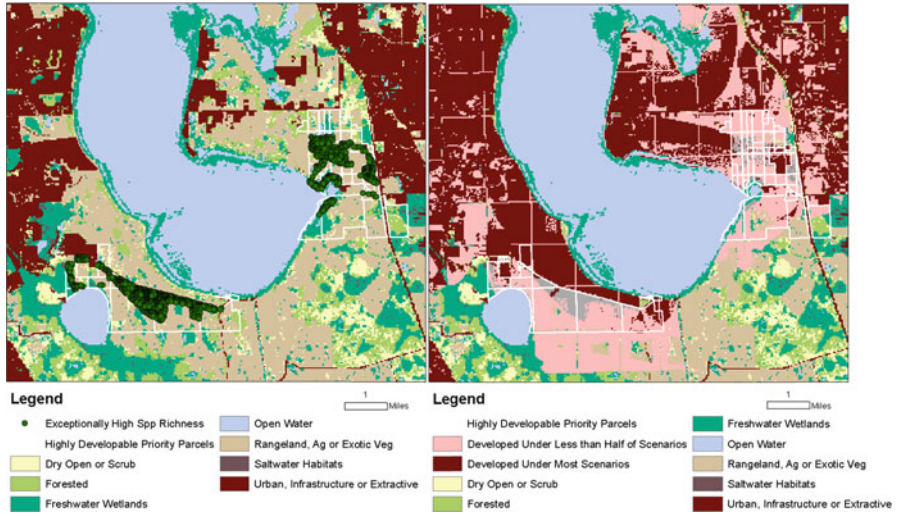 Legend
1
Miles
Exceptionally High Spp Richness
Highly Developable Priority Parcels
Dry Open or Scrub
Forested
Freshwater Wetlands
Open Water
Rangeland, Ag or Exotic Veg
Saltwater Habitats
Urban, Infrastructure or Extractive
Legend
1
Miles
Highly Developable Priority Parcels
Developed Under Less than Half of Scenarios
Developed Under Most Scenarios
Dry Open or Scrub
Forested
Freshwater Wetlands
Open Water
Rangeland, Ag or Exotic Veg
Saltwater Habitats
Urban, Infrastructure or Extractive